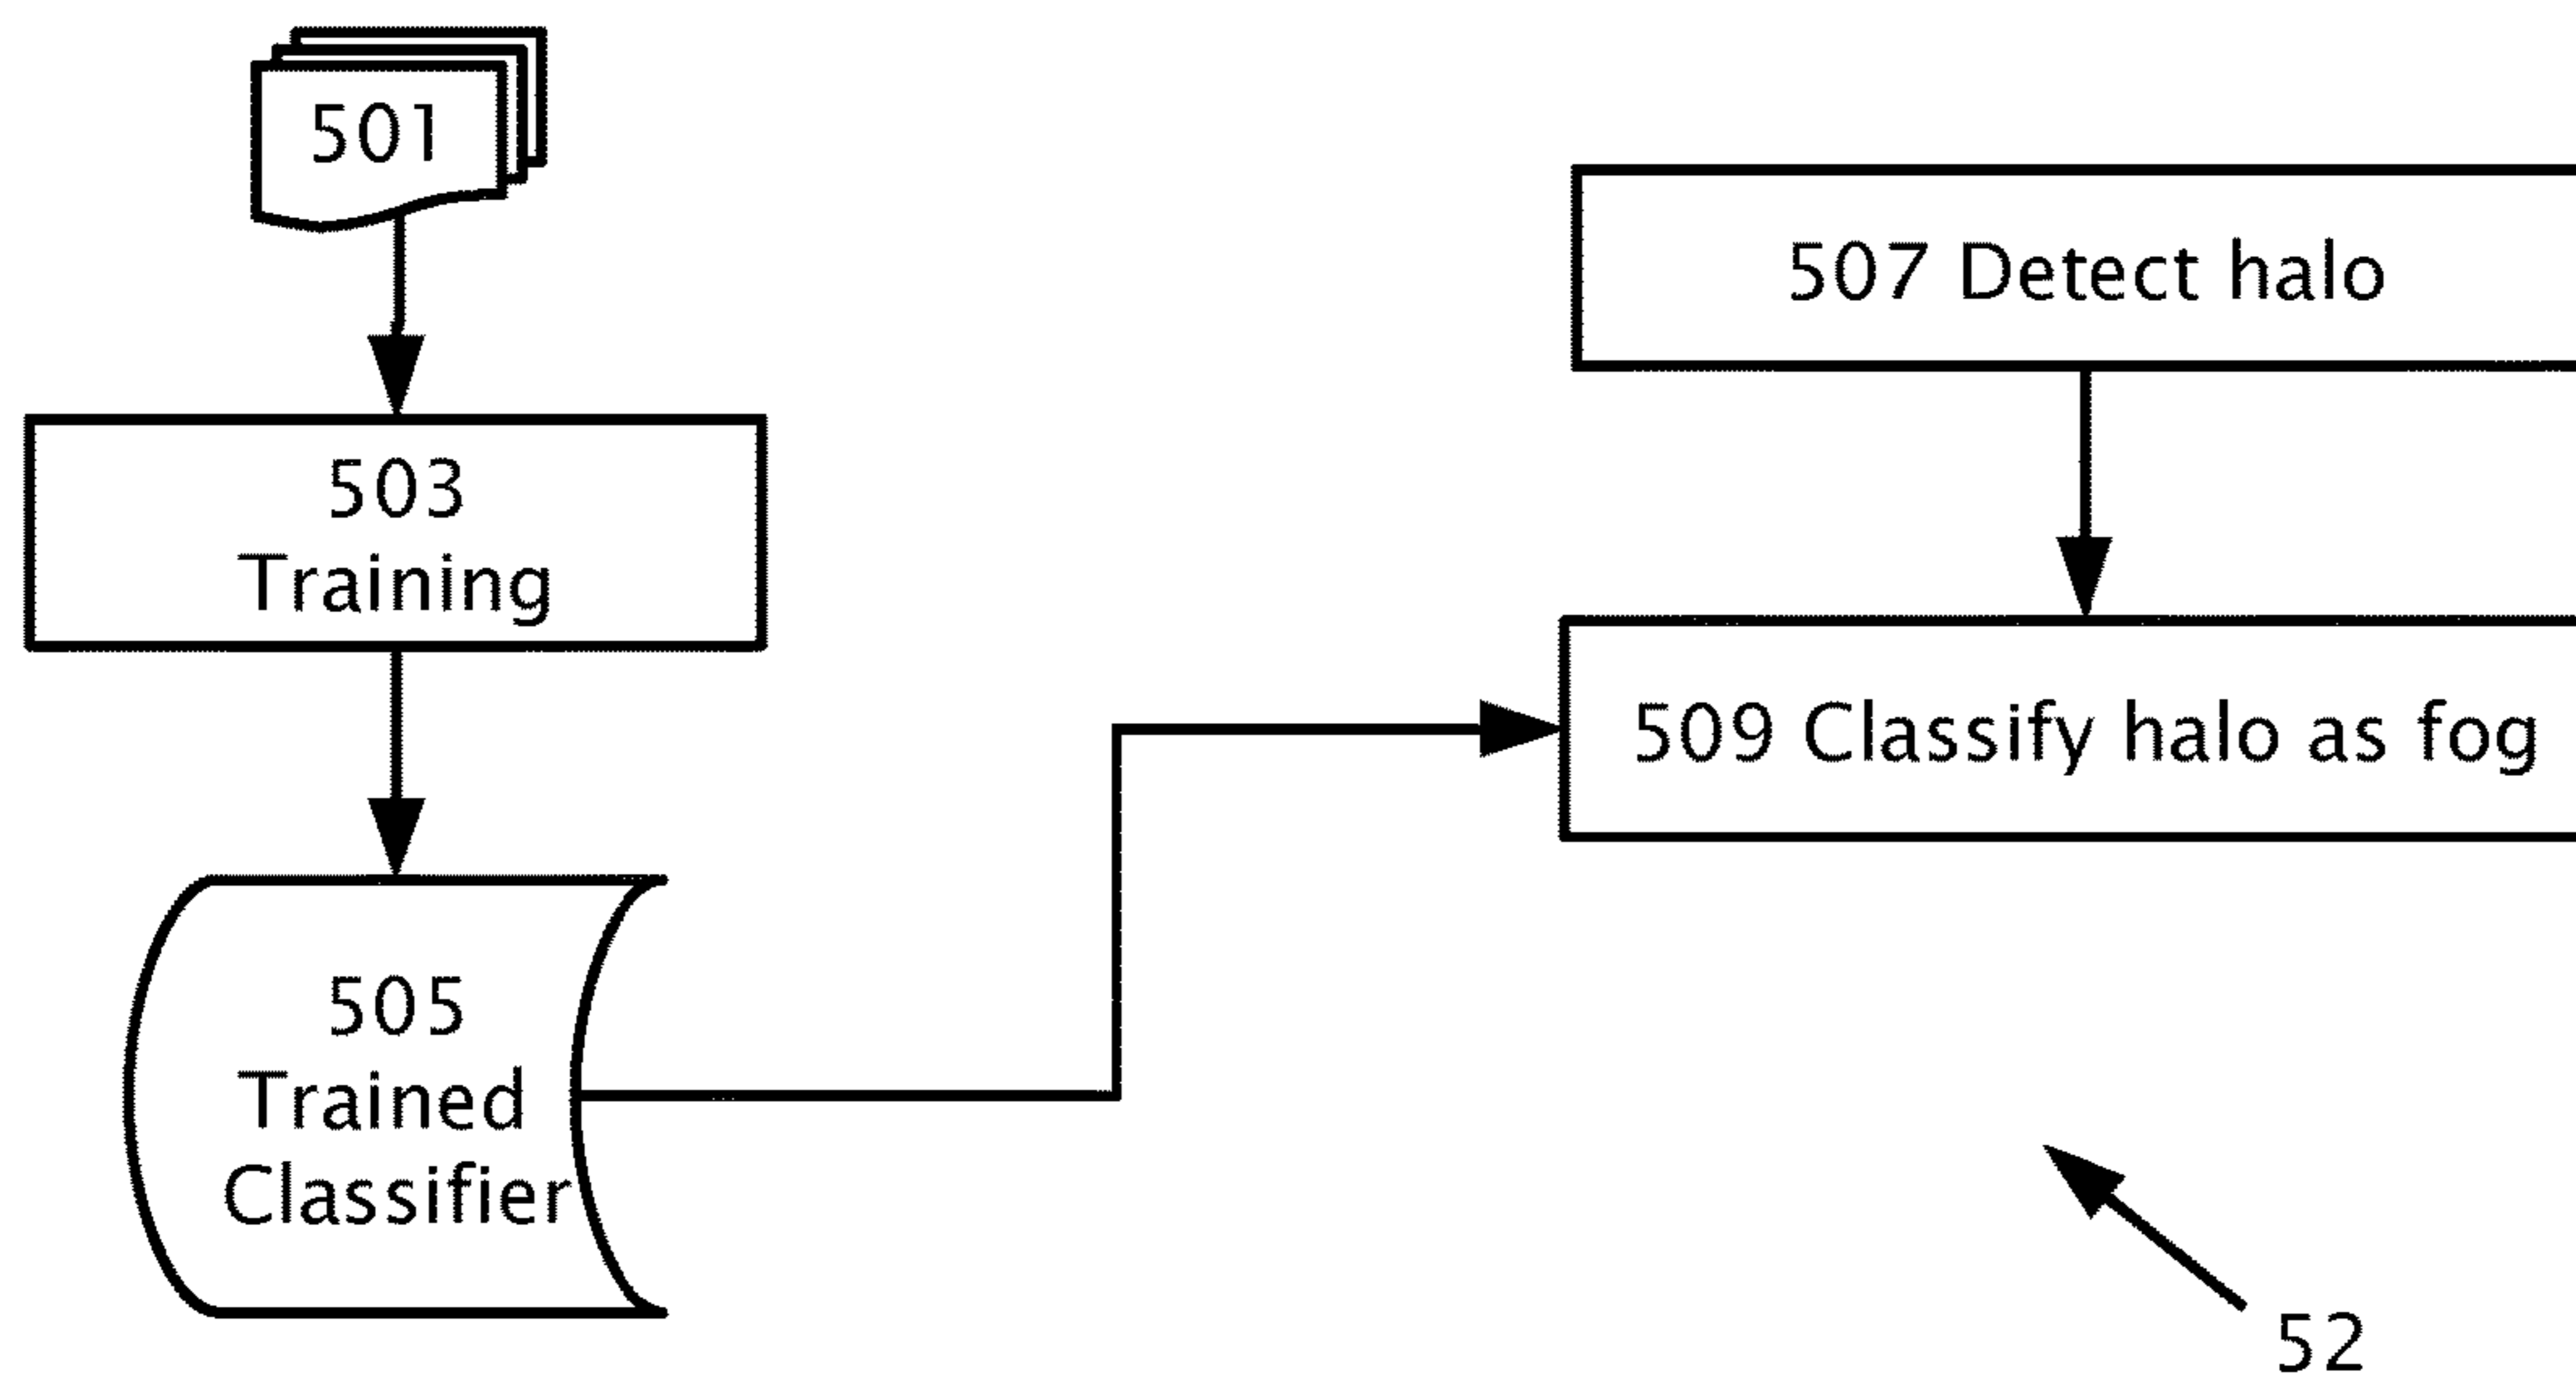 501
503
Training
505
Trained
Classifier
507 Detect halo
509 Classify halo as fog
52